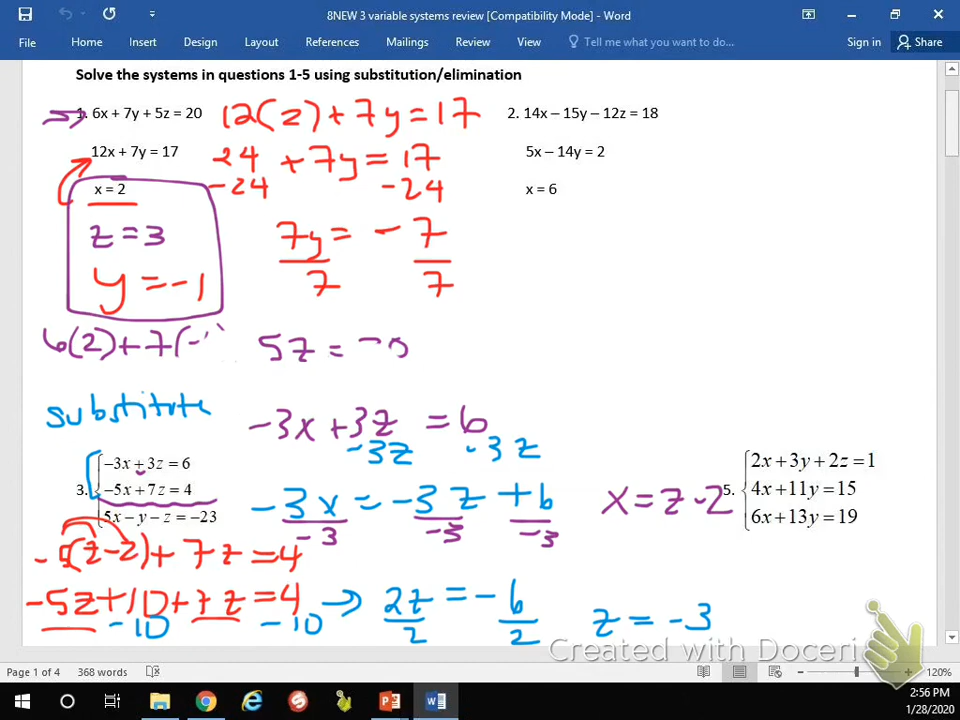 8NEW 3 variable systems review [Compatibility Mode] - Word
File Home Insert Design Layout References Mailings Review View Tell me what you want to do... Sign in Share
Solve the systems in questions 1-5 using substitution/elimination
1. 6x + 7y + 5z = 20
12x + 7y = 17
x = 2
z = 3
y = -1
12(2) + 7y = 17
24 + 7y = 17
-24 -24
7y = -7
7 7
2. 14x – 15y – 12z = 18
5x – 14y = 2
x = 6
6(2) + 7(-
5z =
substitute
-3x + 3z = 6
-3z -3z
-3x = -3z + 6
-3 -3 -3
x = z - 2
3. −3x + 3z = 6
−5x + 7z = 4
5x − y − z = −23
5. 2x + 3y + 2z = 1
4x + 11y = 15
6x + 13y = 19
-5(z-2) + 7z = 4
-5z + 10 + 7z = 4
-10 -10
2z = -6
2 2
z = -3
Created with Doceri
Page 1 of 4 368 words 120%
2:56 PM
1/28/2020